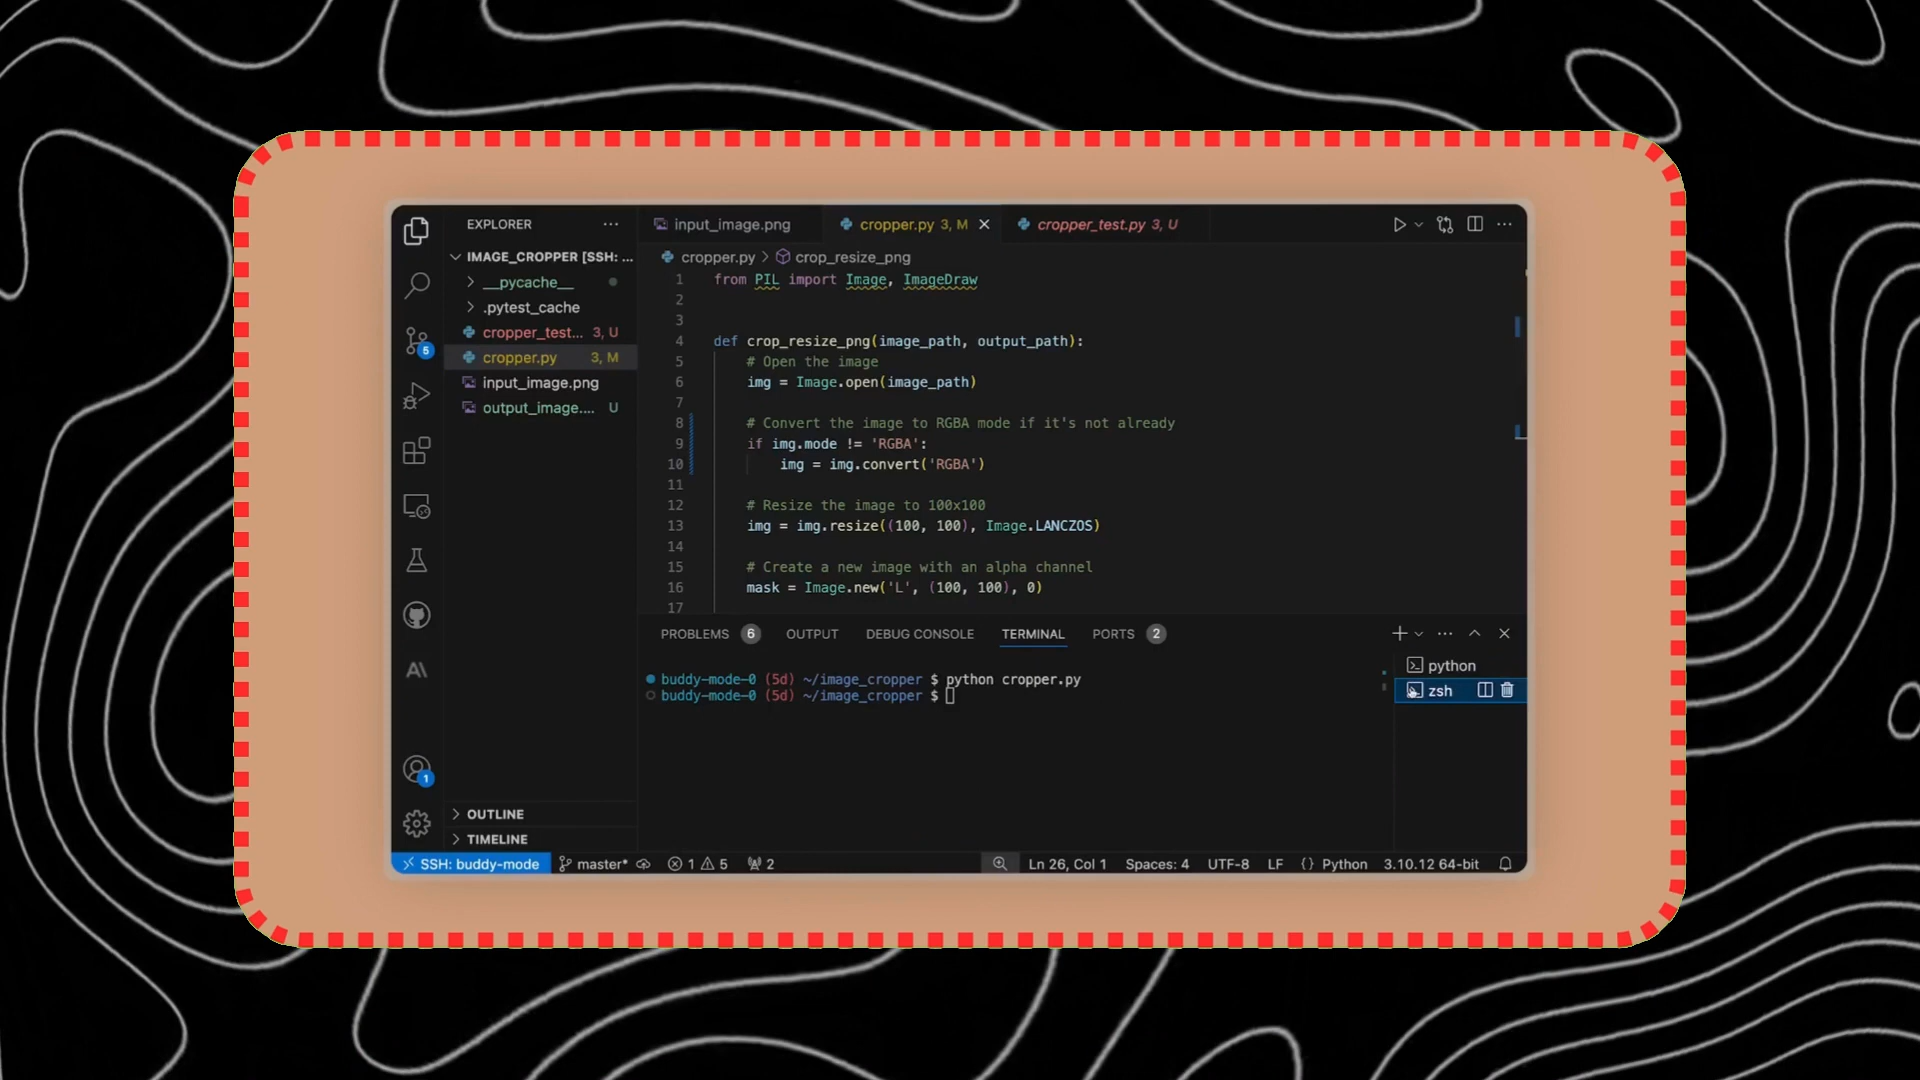 EXPLORER
IMAGE_CROPPER [SSH: ...
__pycache__
.pytest_cache
cropper_test... 3, U
cropper.py 3, M
input_image.png
output_image.... U
OUTLINE
TIMELINE
input_image.png
cropper.py 3, M
cropper_test.py 3, U
cropper.py > crop_resize_png
1 from PIL import Image, ImageDraw
2
3
4 def crop_resize_png(image_path, output_path):
5 # Open the image
6 img = Image.open(image_path)
7
8 # Convert the image to RGBA mode if it's not already
9 if img.mode != 'RGBA':
10 img = img.convert('RGBA')
11
12 # Resize the image to 100x100
13 img = img.resize((100, 100), Image.LANCZOS)
14
15 # Create a new image with an alpha channel
16 mask = Image.new('L', (100, 100), 0)
17
PROBLEMS 6 OUTPUT DEBUG CONSOLE TERMINAL PORTS 2
buddy-mode-0 (5d) ~/image_cropper $ python cropper.py
buddy-mode-0 (5d) ~/image_cropper $
python
zsh
5
1
SSH: buddy-mode master* 1 5 2 Ln 26, Col 1 Spaces: 4 UTF-8 LF {} Python 3.10.12 64-bit